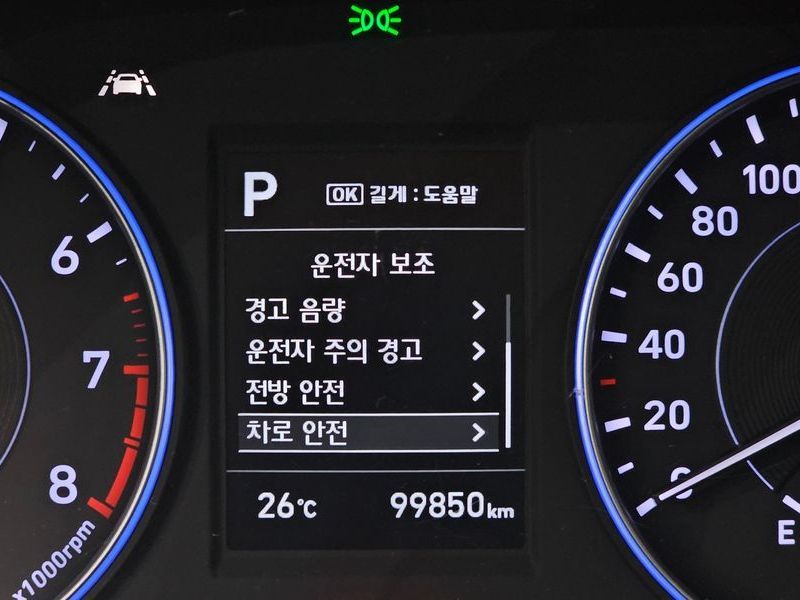 P
OK 길게 : 도움말
운전자 보조
경고 음량
운전자 주의 경고
전방 안전
차로 안전
26℃ 99850km
6
7
8
x1000rpm
100
80
60
40
20
0
E